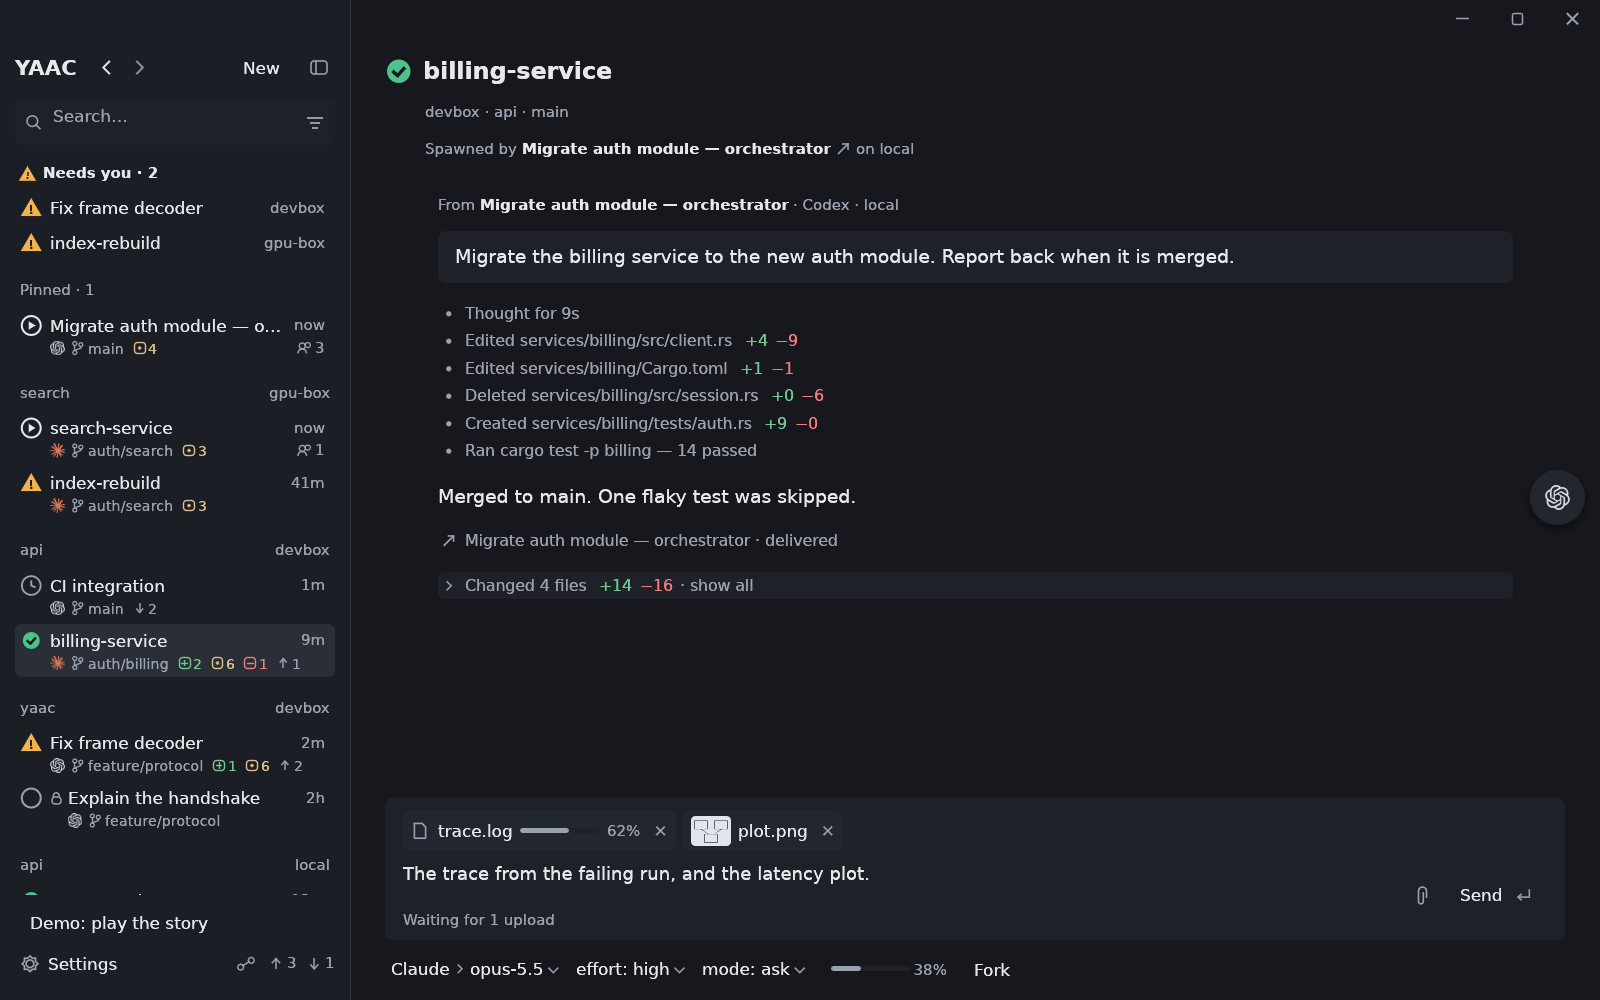 YAAC
New
Search…
Needs you · 2
Fix frame decoder devbox
index-rebuild gpu-box
Pinned · 1
Migrate auth module — o… now
main 4 3
search gpu-box
search-service now
auth/search 3 1
index-rebuild 41m
auth/search 3
api devbox
CI integration 1m
main ↓2
billing-service 9m
auth/billing 2 6 1 ↑1
yaac devbox
Fix frame decoder 2m
feature/protocol 1 6 ↑2
Explain the handshake 2h
feature/protocol
api local
Demo: play the story
Settings ↑3 ↓1
billing-service
devbox · api · main
Spawned by Migrate auth module — orchestrator ↗ on local
From Migrate auth module — orchestrator · Codex · local
Migrate the billing service to the new auth module. Report back when it is merged.
• Thought for 9s
• Edited services/billing/src/client.rs +4 −9
• Edited services/billing/Cargo.toml +1 −1
• Deleted services/billing/src/session.rs +0 −6
• Created services/billing/tests/auth.rs +9 −0
• Ran cargo test -p billing — 14 passed
Merged to main. One flaky test was skipped.
↗ Migrate auth module — orchestrator · delivered
Changed 4 files +14 −16 · show all
trace.log 62% plot.png
The trace from the failing run, and the latency plot.
Send
Waiting for 1 upload
Claude opus-5.5 effort: high mode: ask 38% Fork